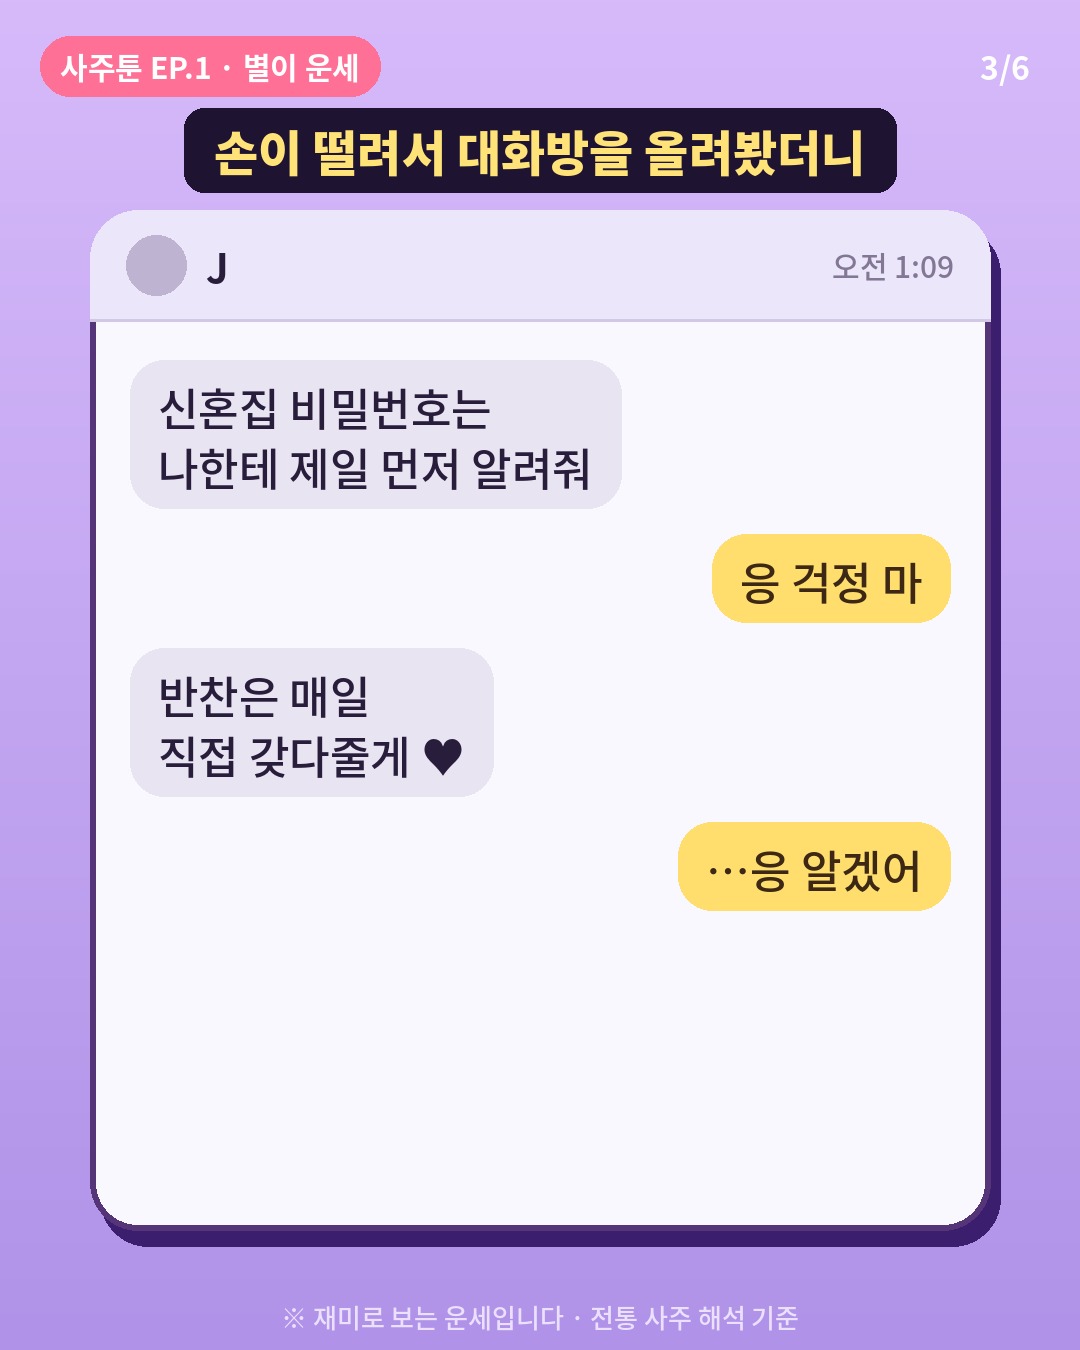 사주툰 EP.1 · 별이 운세
3/6
손이 떨려서 대화방을 올려봤더니
J
오전 1:09
신혼집 비밀번호는
나한테 제일 먼저 알려줘
응 걱정 마
반찬은 매일
직접 갖다줄게 ♥
…응 알겠어
※ 재미로 보는 운세입니다 · 전통 사주 해석 기준